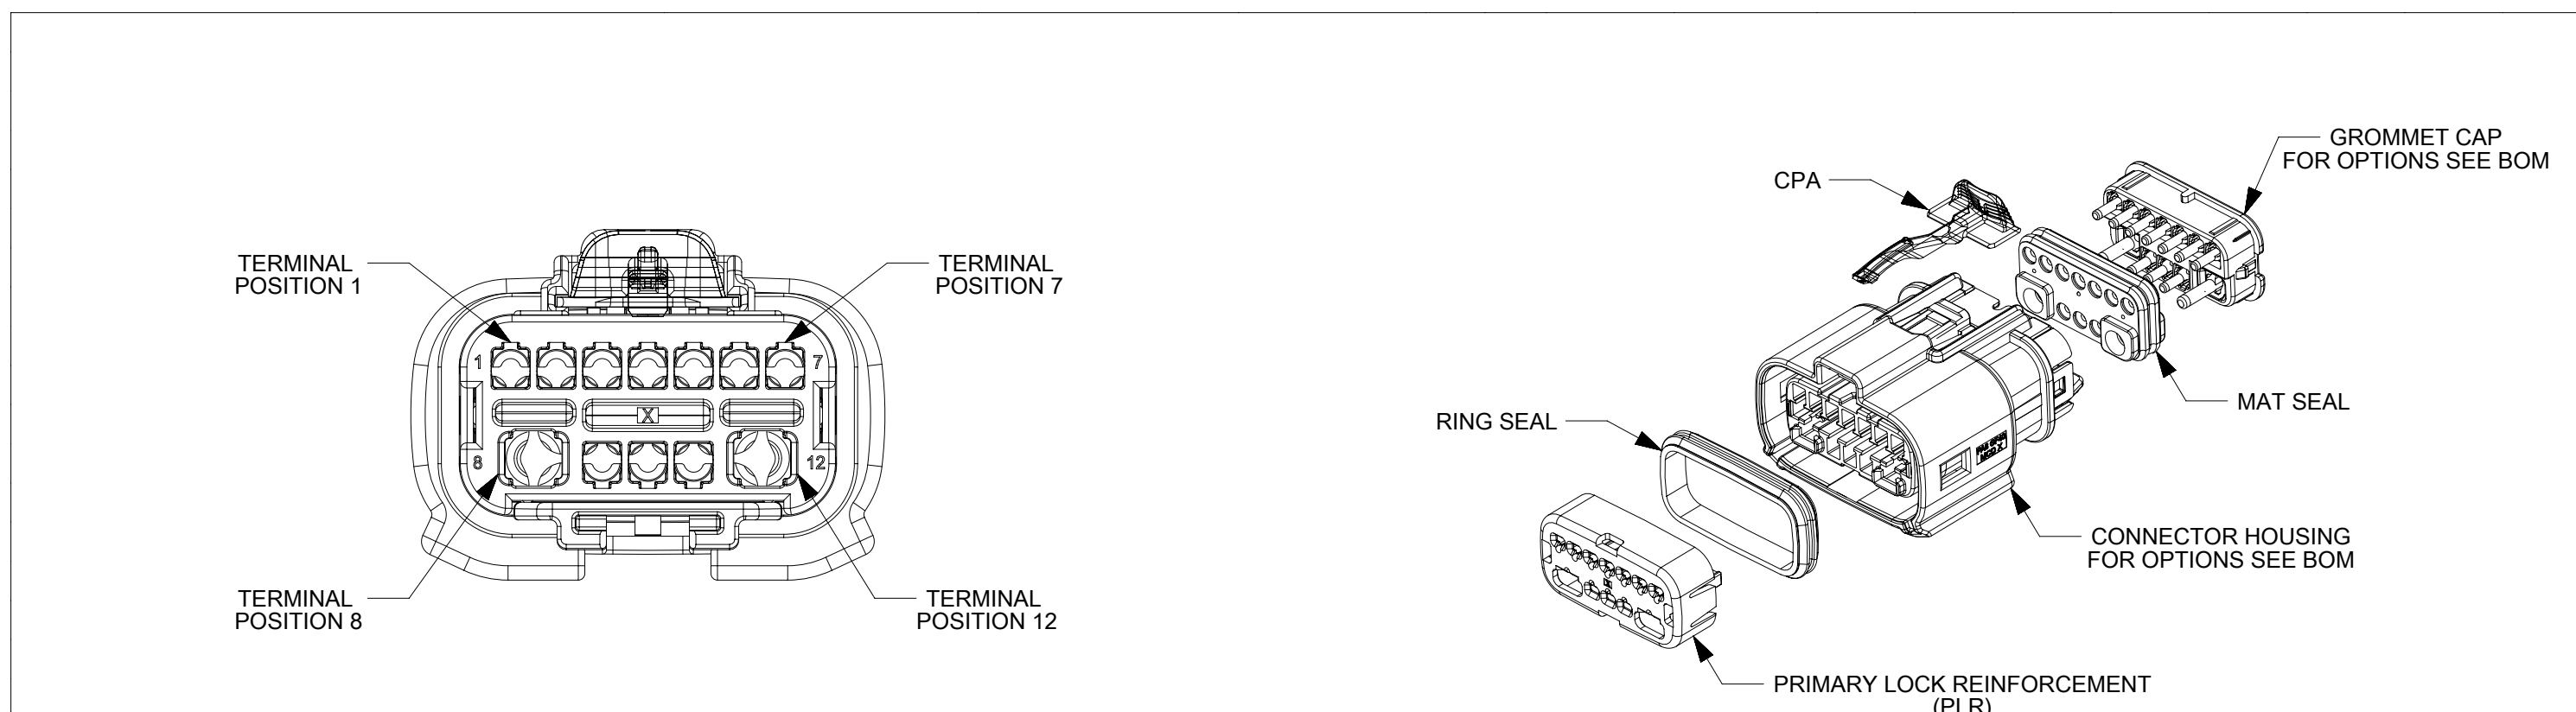 TERMINAL
POSITION 1
TERMINAL
POSITION 7
1
7
X
8
12
TERMINAL
POSITION 8
TERMINAL
POSITION 12
GROMMET CAP
FOR OPTIONS SEE BOM
CPA
MAT SEAL
RING SEAL
CONNECTOR HOUSING
FOR OPTIONS SEE BOM
PRIMARY LOCK REINFORCEMENT
(PLR)